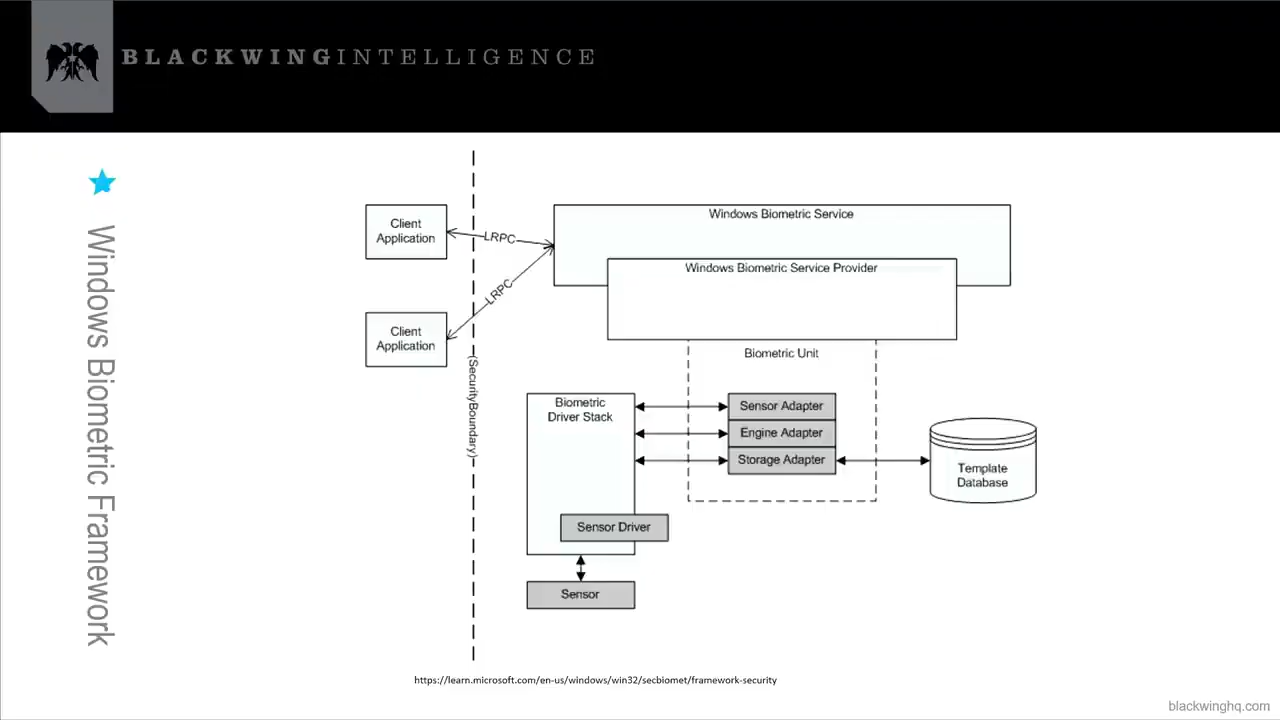 BLACKWINGINTELLIGENCE
Windows Biometric Framework
Client
Application
LRPC
Windows Biometric Service
Windows Biometric Service Provider
LRPC
Client
Application
(SecurityBoundary)
Biometric Unit
Biometric
Driver Stack
Sensor Adapter
Engine Adapter
Storage Adapter
Template
Database
Sensor Driver
Sensor
https://learn.microsoft.com/en-us/windows/win32/secbiomet/framework-security
blackwinghq.com